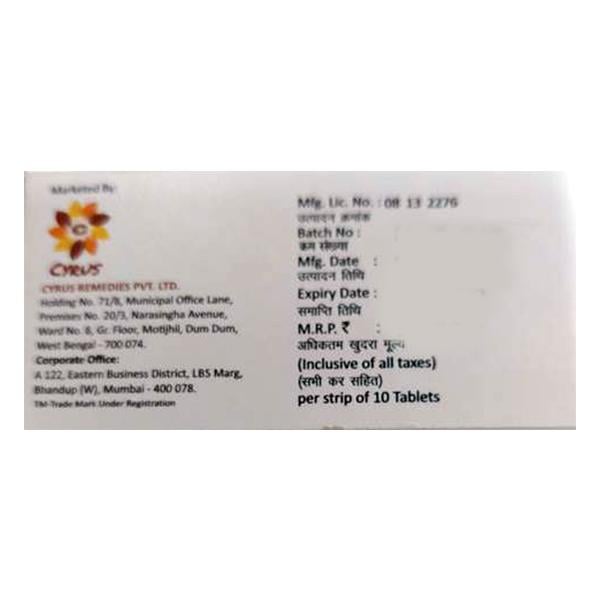 Marketed By:
C
CYRUS
CYRUS REMEDIES PVT. LTD.
Holding No. 71/8, Municipal Office Lane,
Premises No. 20/3, Narasingha Avenue,
Ward No. 8, Gr. Floor, Motijhil, Dum Dum,
West Bengal - 700 074.
Corporate Office:
A 122, Eastern Business District, LBS Marg,
Bhandup (W), Mumbai - 400 078.
TM-Trade Mark Under Registration
Mfg. Lic. No. : 08 13 2276
उत्पादन क्रमांक
Batch No :
कम संख्या
Mfg. Date :
उत्पादन तिथि
Expiry Date :
समाप्ति तिथि
M.R.P. ₹ :
अधिकतम खुदरा मूल्य
(Inclusive of all taxes)
(सभी कर सहित)
per strip of 10 Tablets